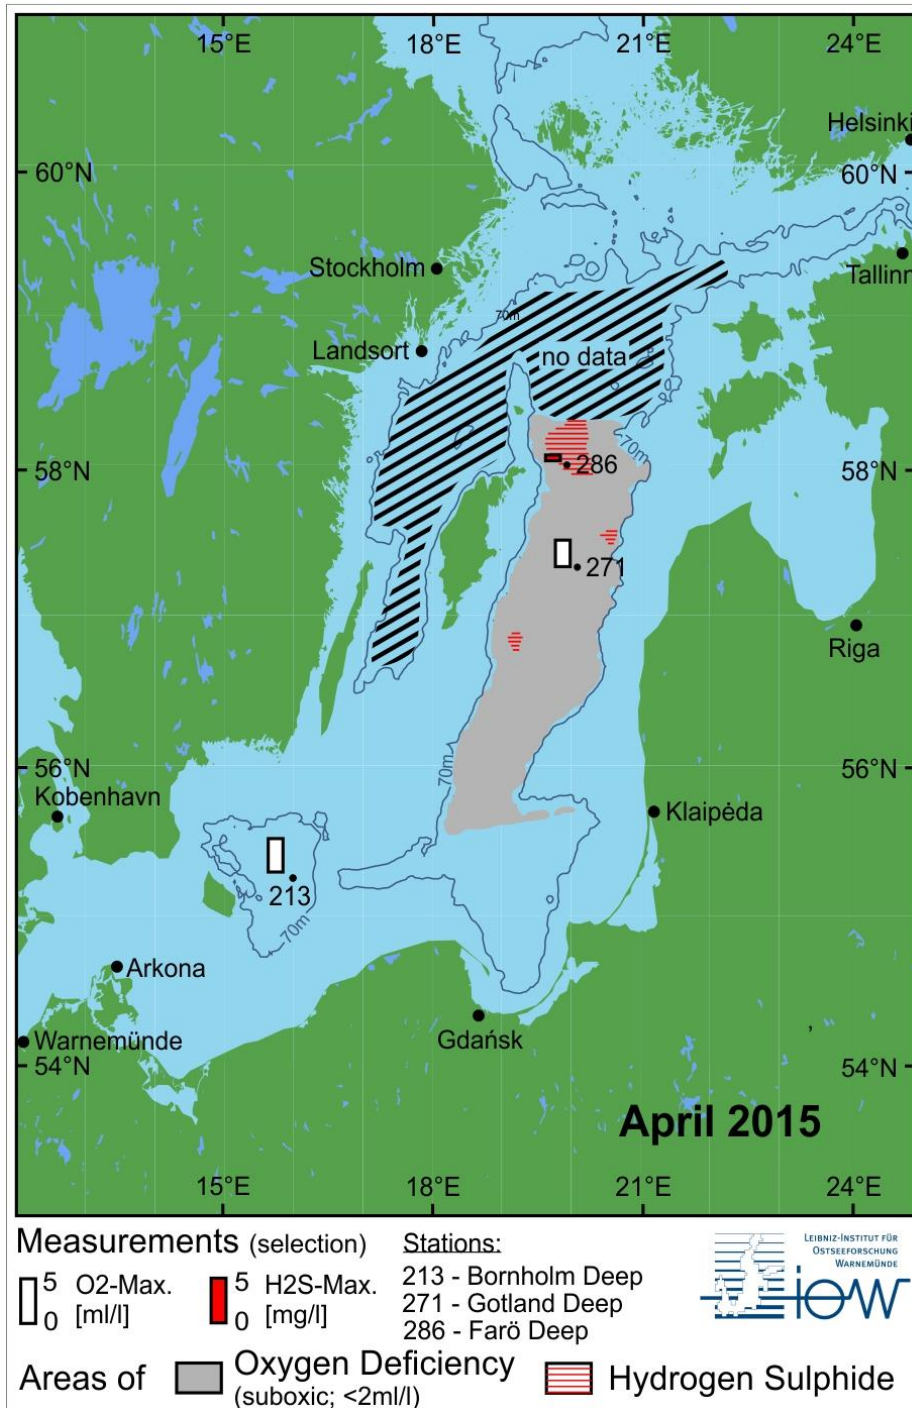 15°E 18°E 21°E 24°E
Helsinki
60°N 60°N
Stockholm
Tallinn
70m
Landsort
no data
70m
58°N 286 58°N
271
Riga
56°N 70m 56°N
Kobenhavn
Klaipėda
213
70m
Arkona
Gdańsk
Warnemünde
54°N 54°N
April 2015
15°E 18°E 21°E 24°E
Measurements (selection)
5 O2-Max.
0 [ml/l]
5 H2S-Max.
0 [mg/l]
Stations:
213 - Bornholm Deep
271 - Gotland Deep
286 - Farö Deep
LEIBNIZ-INSTITUT FÜR
OSTSEEFORSCHUNG
WARNEMÜNDE
iow
Areas of Oxygen Deficiency Hydrogen Sulphide
(suboxic; <2ml/l)